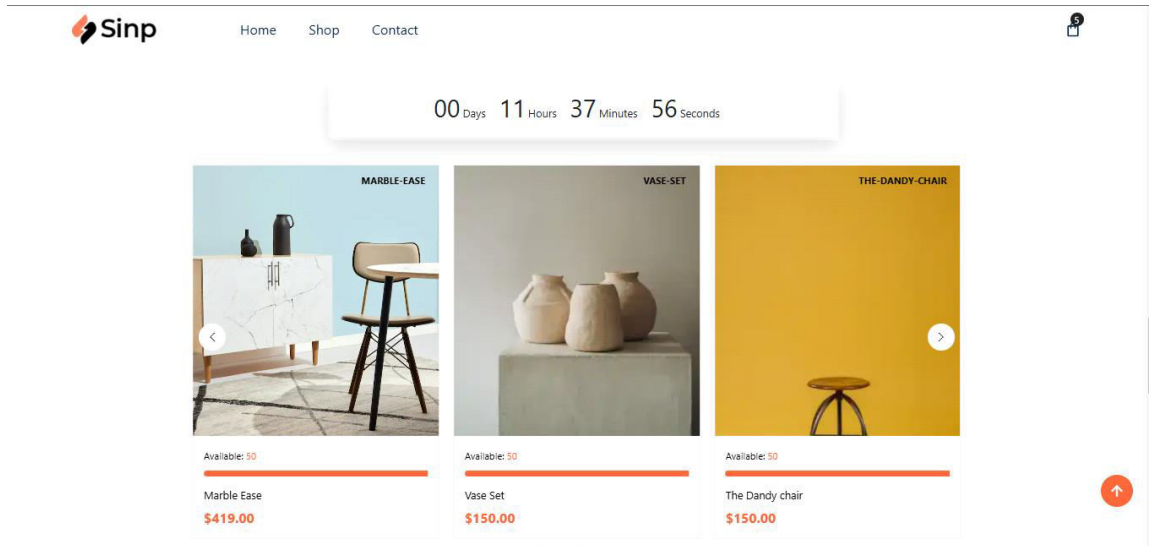 Sinp Home Shop Contact 5
00 Days 11 Hours 37 Minutes 56 Seconds
MARBLE-EASE VASE-SET THE-DANDY-CHAIR
Available: 50 Available: 50 Available: 50
Marble Ease Vase Set The Dandy chair
$419.00 $150.00 $150.00